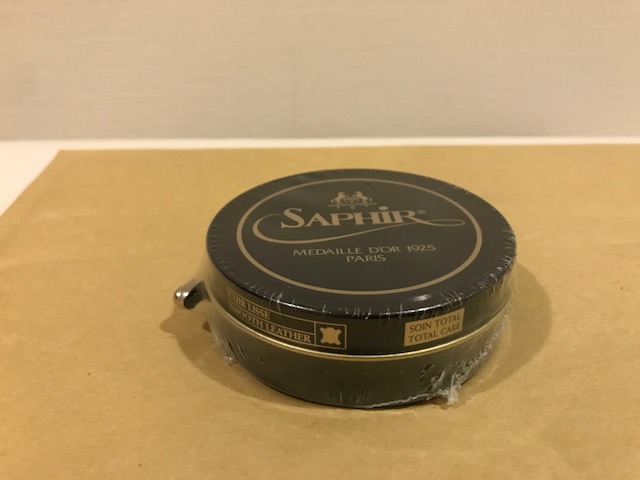 SAPHIR®
MEDAILLE D'OR 1925
PARIS
CUIR LISSE
SMOOTH LEATHER
SOIN TOTAL
TOTAL CARE